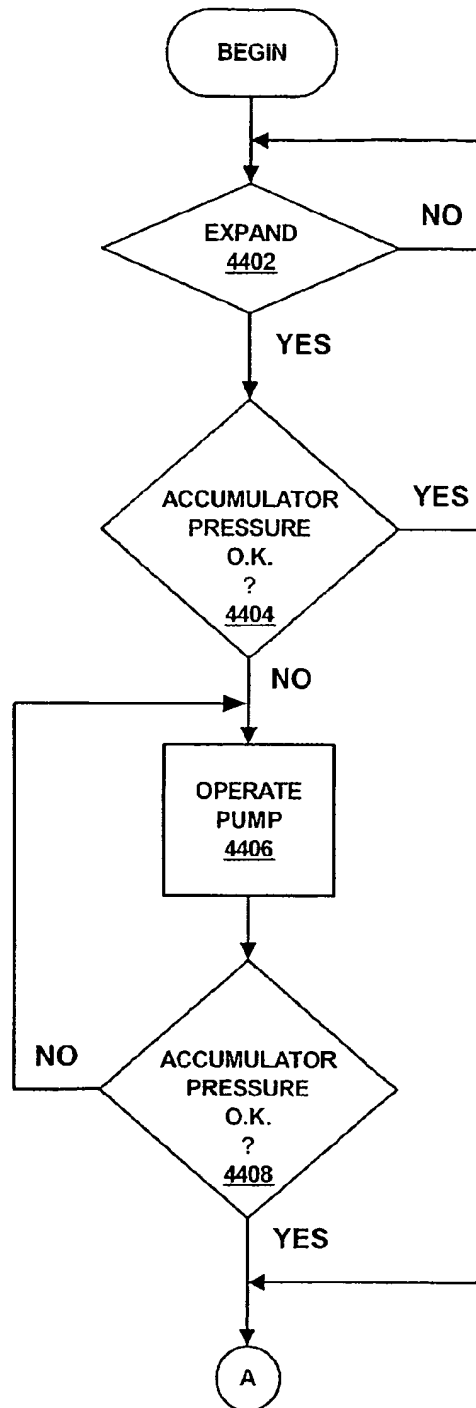 BEGIN
EXPAND
4402
NO
YES
ACCUMULATOR
PRESSURE
O.K.
?
4404
YES
NO
OPERATE
PUMP
4406
ACCUMULATOR
PRESSURE
O.K.
?
4408
NO
YES
A